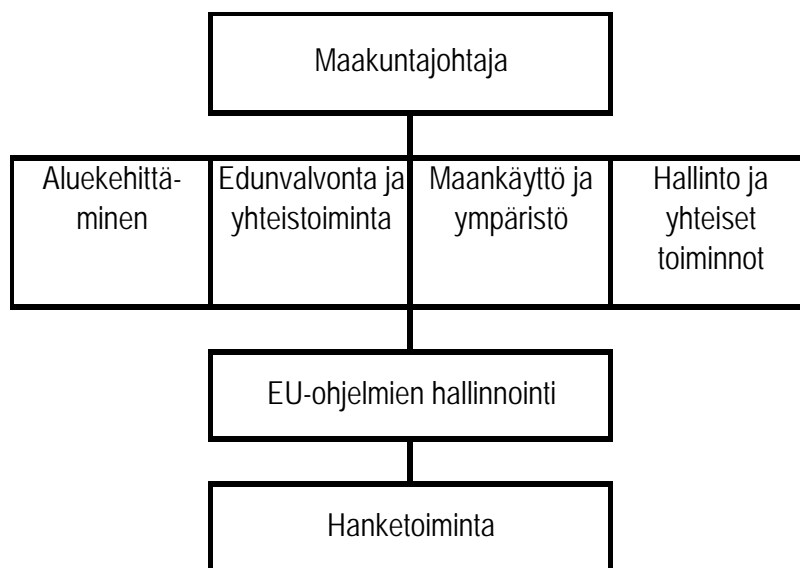 Maakuntajohtaja
Aluekehittä-
minen
Edunvalvonta ja
yhteistoiminta
Maankäyttö ja
ympäristö
Hallinto ja
yhteiset
toiminnot
EU-ohjelmien hallinnointi
Hanketoiminta